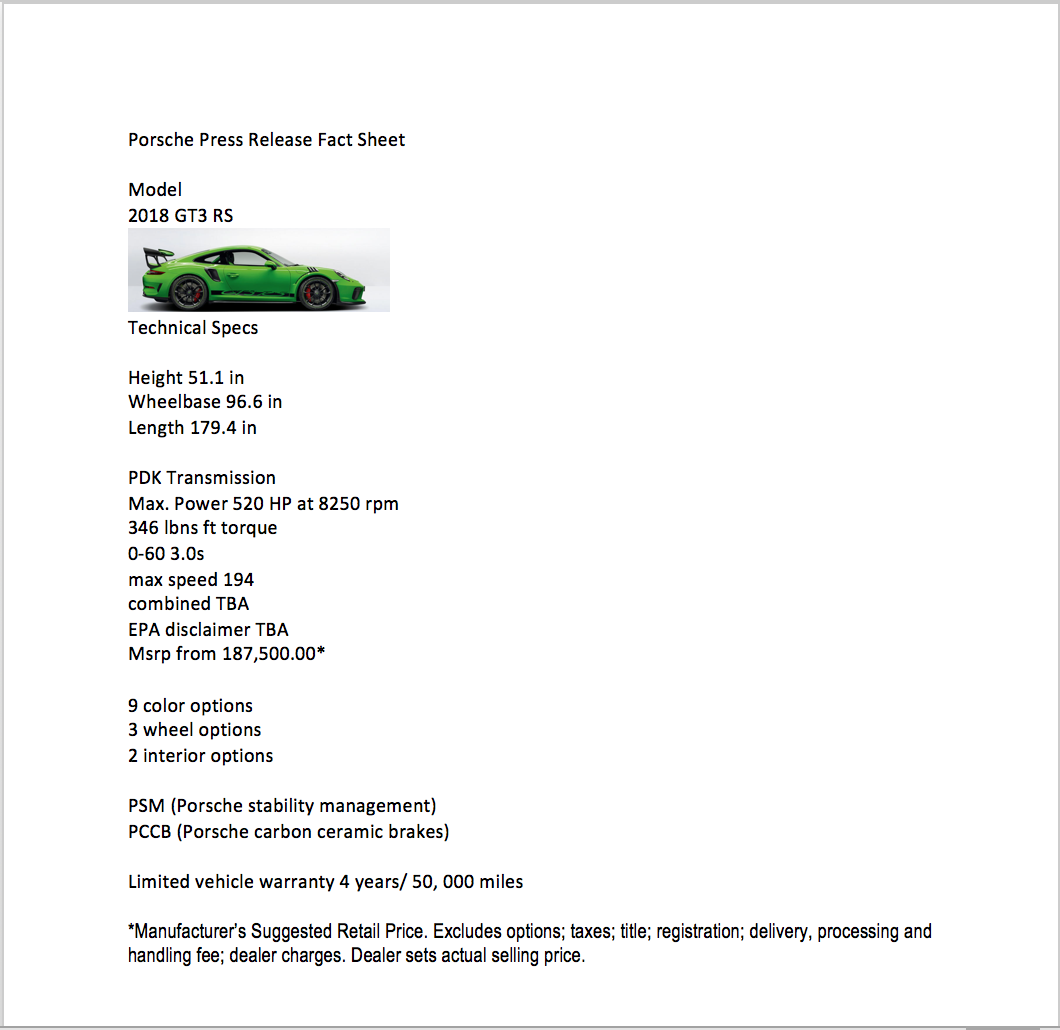 Porsche Press Release Fact Sheet
Model
2018 GT3 RS
Technical Specs
Height 51.1 in
Wheelbase 96.6 in
Length 179.4 in
PDK Transmission
Max. Power 520 HP at 8250 rpm
346 lbns ft torque
0-60 3.0s
max speed 194
combined TBA
EPA disclaimer TBA
Msrp from 187,500.00*
9 color options
3 wheel options
2 interior options
PSM (Porsche stability management)
PCCB (Porsche carbon ceramic brakes)
Limited vehicle warranty 4 years/ 50, 000 miles
*Manufacturer's Suggested Retail Price. Excludes options; taxes; title; registration; delivery, processing and
handling fee; dealer charges. Dealer sets actual selling price.